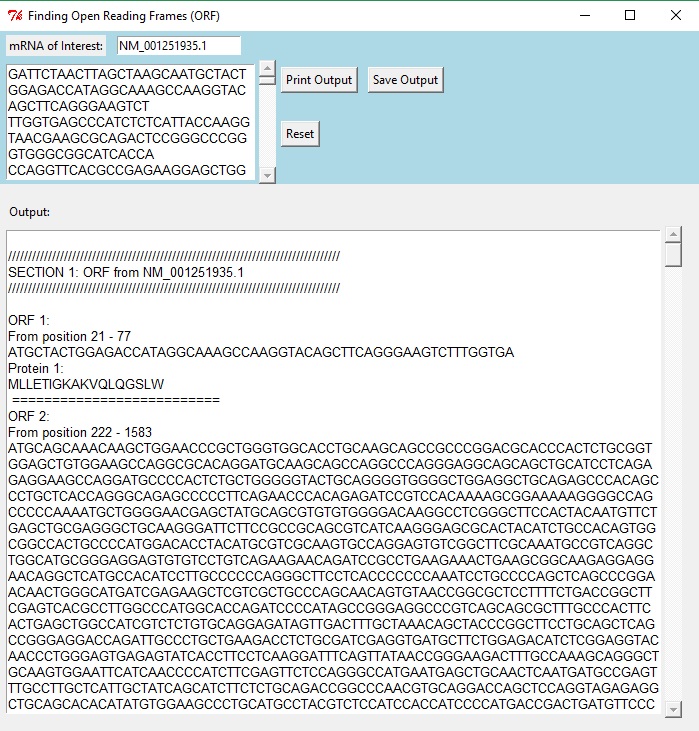 Finding Open Reading Frames (ORF)
mRNA of Interest: NM_001251935.1
GATTCTAACTTAGCTAAGCAATGCTACT
GGAGACCATAGGCAAAGCCAAGGTAC
AGCTTCAGGGAAGTCT
TTGGTGAGCCCATCTCTCATTACCAAGG
TAACGAAGCGCAGACTCCGGGCCCGG
GTGGGCGGCATCACCA
CCAGGTTCACGCCGAGAAGGAGCTGG
Print Output
Save Output
Reset
Output:
////////////////////////////////////////////////////////////////////////////////////
SECTION 1: ORF from NM_001251935.1
////////////////////////////////////////////////////////////////////////////////////
ORF 1:
From position 21 - 77
ATGCTACTGGAGACCATAGGCAAAGCCAAGGTACAGCTTCAGGGAAGTCTTTGGTGA
Protein 1:
MLLETIGKAKVQLQGSLW
==========================
ORF 2:
From position 222 - 1583
ATGCAGCAAACAAGCTGGAACCCGCTGGGTGGCACCTGCAAGCAGCCGCCCGGACGCACCCACTCTGCGGT
GGAGCTGTGGAAGCCAGGCGCACAGGATGCAAGCAGCCAGGCCCAGGGAGGCAGCAGCTGCATCCTCAGA
GAGGAAGCCAGGATGCCCCACTCTGCTGGGGGTACTGCAGGGGTGGGGCTGGAGGCTGCAGAGCCCACAGC
CCTGCTCACCAGGGCAGAGCCCCCTTCAGAACCCACAGAGATCCGTCCACAAAAGCGGAAAAAGGGGCCAG
CCCCCAAAATGCTGGGGAACGAGCTATGCAGCGTGTGTGGGGACAAGGCCTCGGGCTTCCACTACAATGTTCT
GAGCTGCGAGGGCTGCAAGGGATTCTTCCGCCGCAGCGTCATCAAGGGAGCGCACTACATCTGCCACAGTGG
CGGCCACTGCCCCATGGACACCTACATGCGTCGCAAGTGCCAGGAGTGTCGGCTTCGCAAATGCCGTCAGGC
TGGCATGCGGGAGGAGTGTGTCCTGTCAGAAGAACAGATCCGCCTGAAGAAACTGAAGCGGCAAGAGGAGG
AACAGGCTCATGCCACATCCTTGCCCCCCAGGGCTTCCTCACCCCCCCAAATCCTGCCCCAGCTCAGCCCGGA
ACAACTGGGCATGATCGAGAAGCTCGTCGCTGCCCAGCAACAGTGTAACCGGCGCTCCTTTTCTGACCGGCTT
CGAGTCACGCCTTGGCCCATGGCACCAGATCCCCATAGCCGGGAGGCCCGTCAGCAGCGCTTTGCCCACTTC
ACTGAGCTGGCCATCGTCTCTGTGCAGGAGATAGTTGACTTTGCTAAACAGCTACCCGGCTTCCTGCAGCTCAG
CCGGGAGGACCAGATTGCCCTGCTGAAGACCTCTGCGATCGAGGTGATGCTTCTGGAGACATCTCGGAGGTAC
AACCCTGGGAGTGAGAGTATCACCTTCCTCAAGGATTTCAGTTATAACCGGGAAGACTTTGCCAAAGCAGGGCT
GCAAGTGGAATTCATCAACCCCATCTTCGAGTTCTCCAGGGCCATGAATGAGCTGCAACTCAATGATGCCGAGT
TTGCCTTGCTCATTGCTATCAGCATCTTCTCTGCAGACCGGCCCAACGTGCAGGACCAGCTCCAGGTAGAGAGG
CTGCAGCACACATATGTGGAAGCCCTGCATGCCTACGTCTCCATCCACCATCCCCATGACCGACTGATGTTCCC